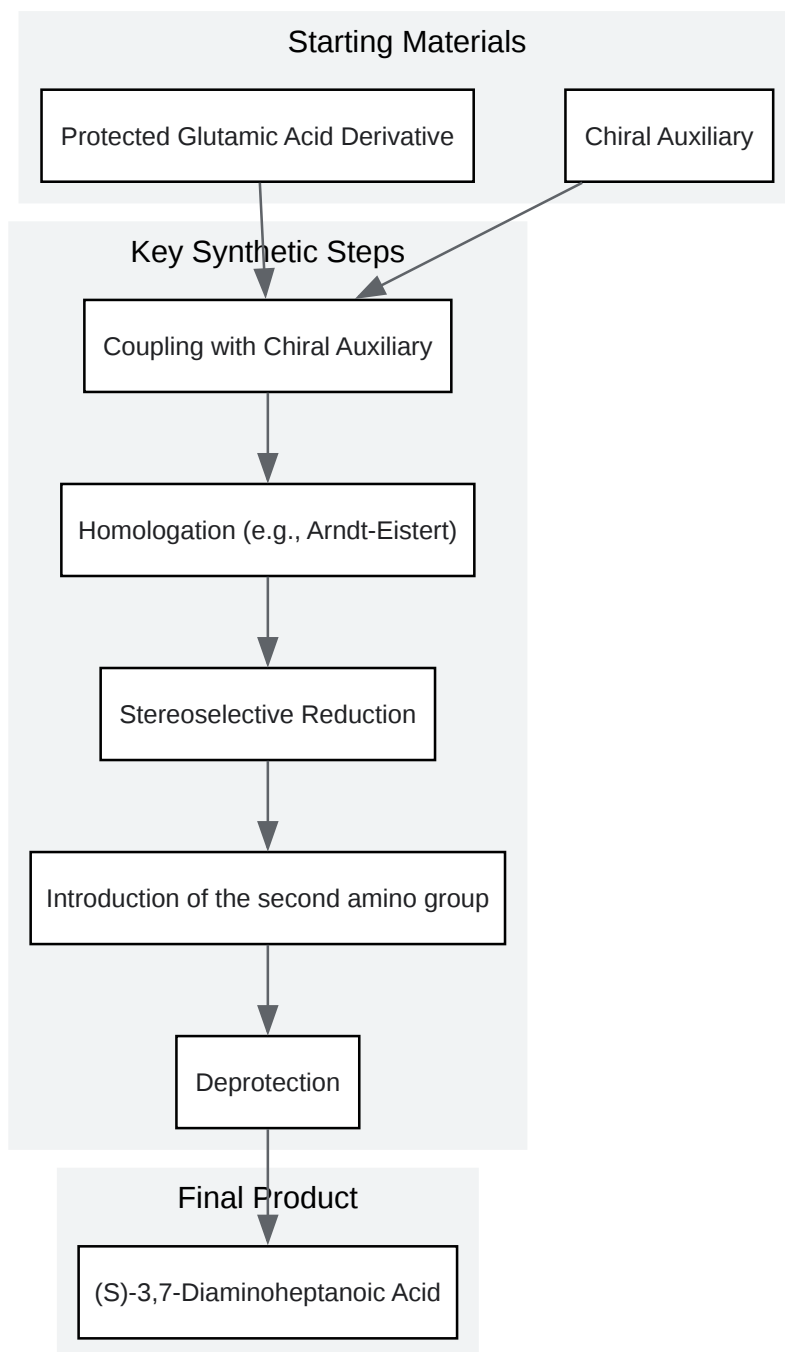 Starting Materials
Protected Glutamic Acid Derivative
Chiral Auxiliary
Key Synthetic Steps
Coupling with Chiral Auxiliary
Homologation (e.g., Arndt-Eistert)
Stereoselective Reduction
Introduction of the second amino group
Deprotection
Final Product
(S)-3,7-Diaminoheptanoic Acid